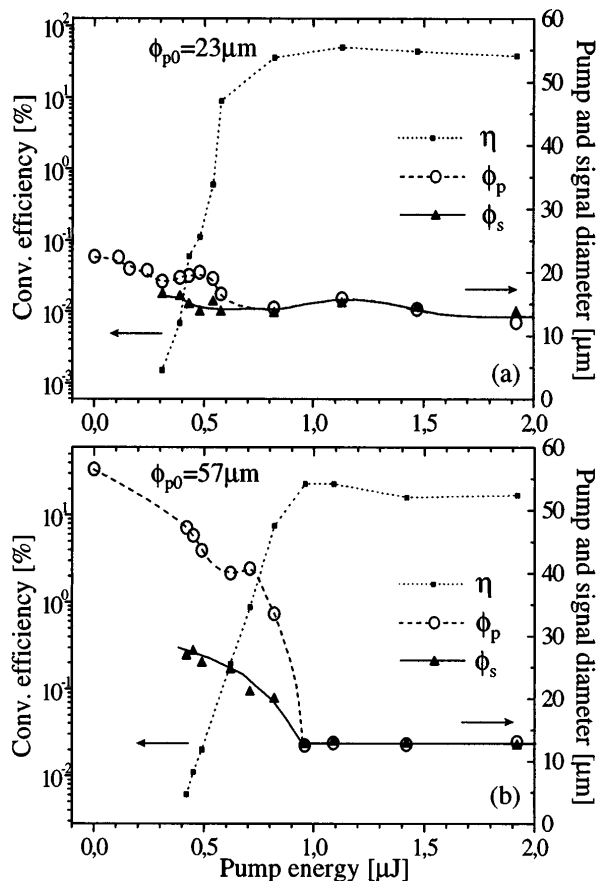 ϕp0=23μm
Conv. efficiency [%]
10²
10¹
10⁰
10⁻¹
10⁻²
10⁻³
η
ϕp
ϕs
60
50
40
30
20
10
0
Pump and signal diameter [μm]
(a)
0,0 0,5 1,0 1,5 2,0
ϕp0=57μm
Conv. efficiency [%]
10¹
10⁰
10⁻¹
10⁻²
η
ϕp
ϕs
60
50
40
30
20
10
0
Pump and signal diameter [μm]
(b)
0,0 0,5 1,0 1,5 2,0
Pump energy [μJ]